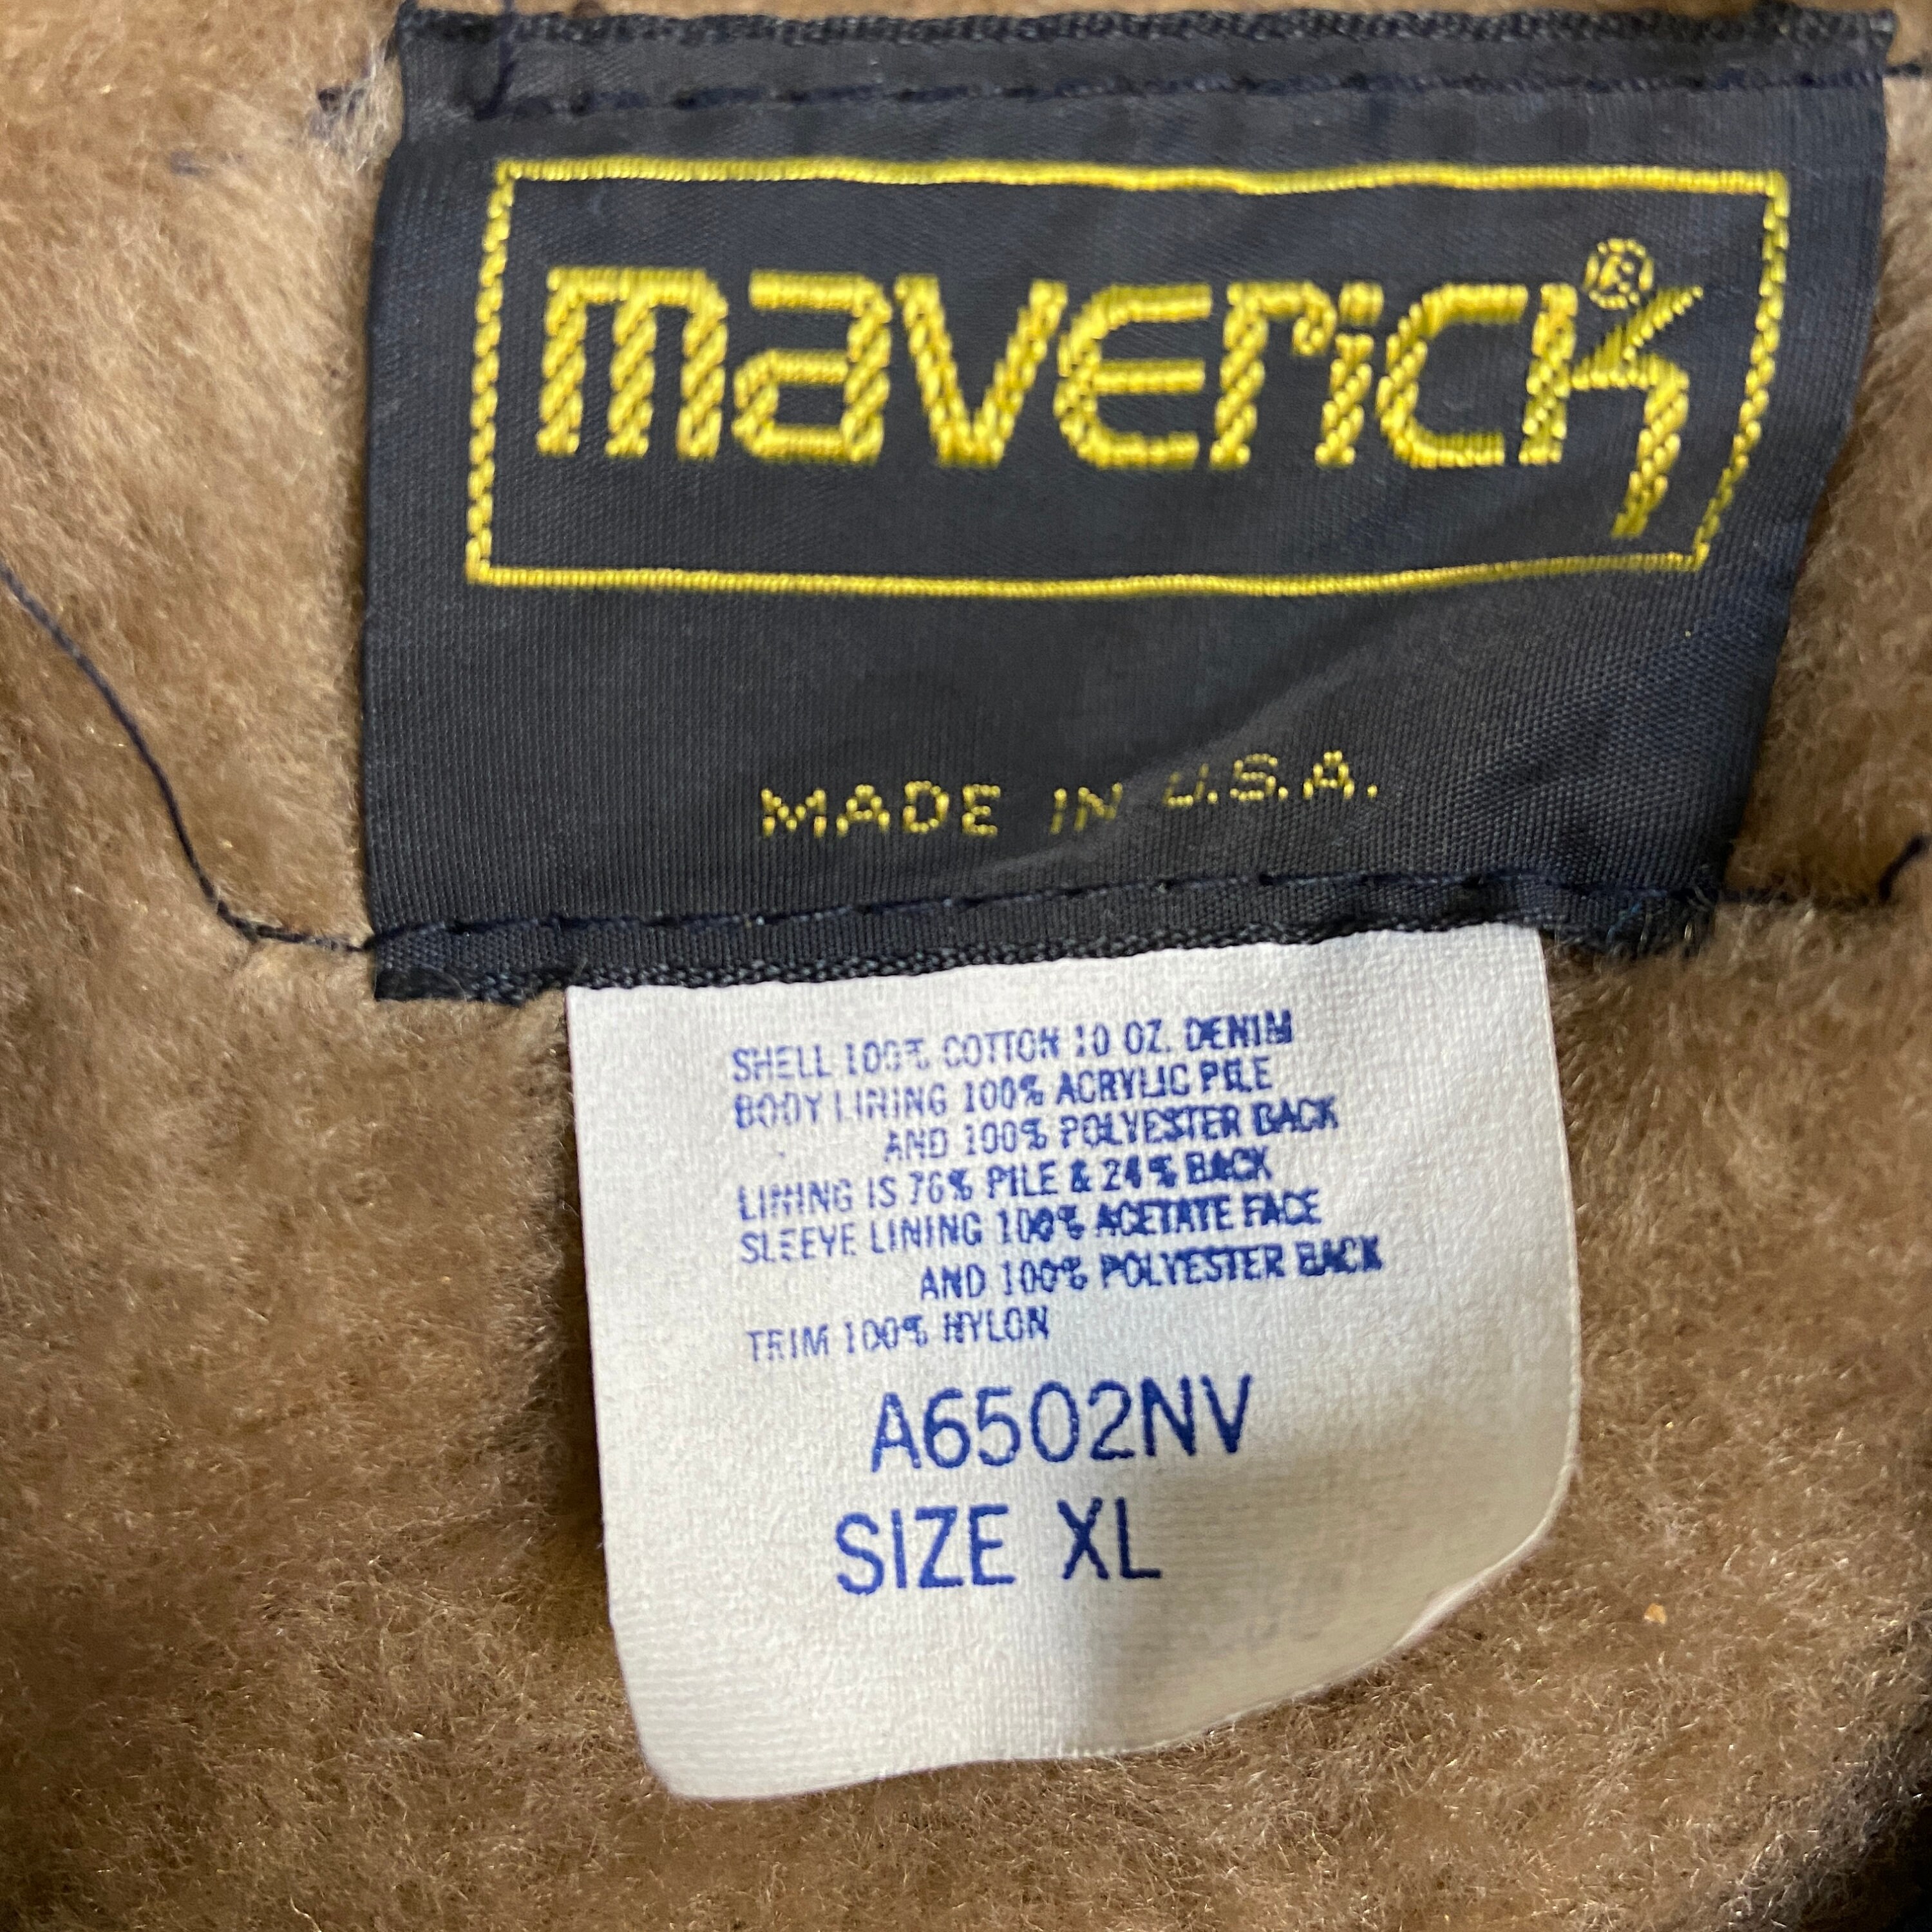 maverick®
MADE IN U.S.A.
SHELL 100% COTTON 10 OZ. DENIM
BODY LINING 100% ACRYLIC PILE
AND 100% POLYESTER BACK
LINING IS 76% PILE & 24% BACK
SLEEVE LINING 100% ACETATE FACE
AND 100% POLYESTER BACK
TRIM 100% NYLON
A6502NV
SIZE XL